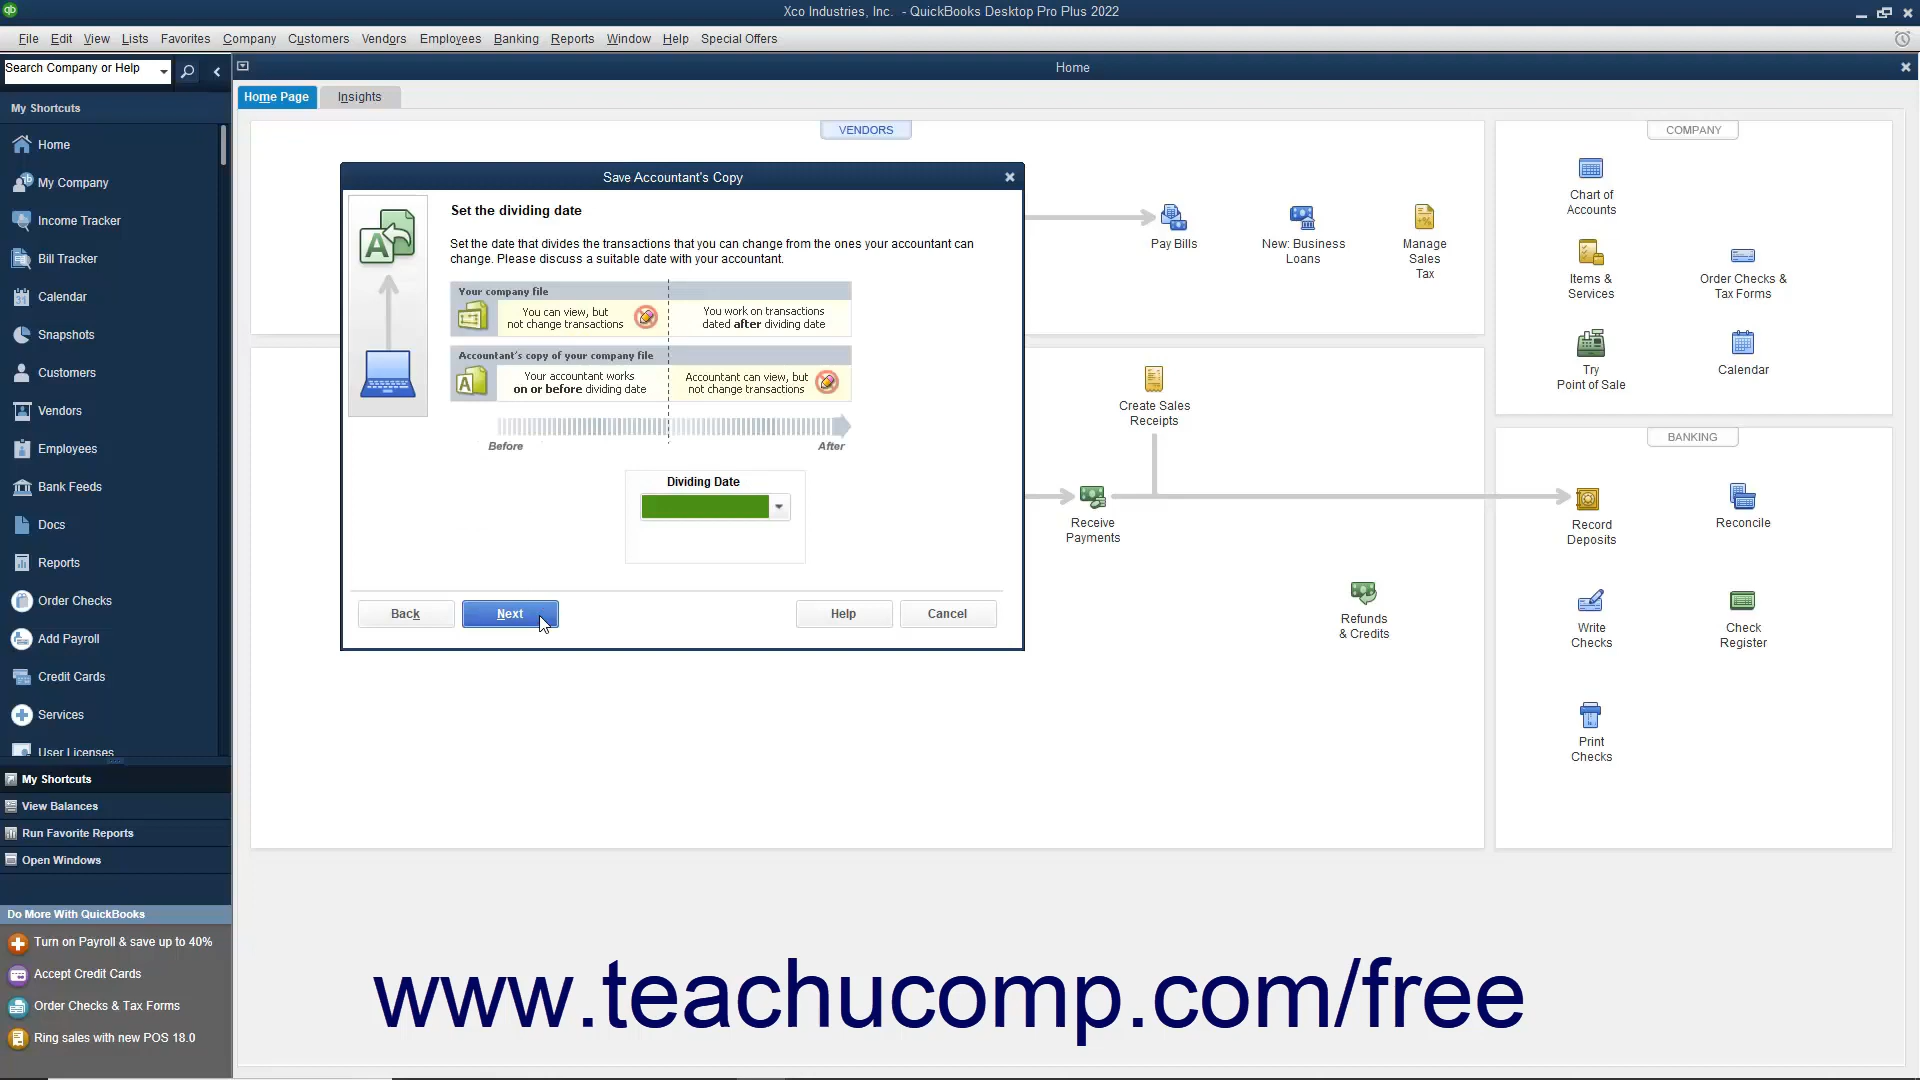 Xco Industries, Inc. - QuickBooks Desktop Pro Plus 2022
File Edit View Lists Favorites Company Customers Vendors Employees Banking Reports Window Help Special Offers
Search Company or Help
Home
Home Page Insights
My Shortcuts
Home
My Company
Income Tracker
Bill Tracker
Calendar
Snapshots
Customers
Vendors
Employees
Bank Feeds
Docs
Reports
Order Checks
Add Payroll
Credit Cards
Services
User Licenses
My Shortcuts
View Balances
Run Favorite Reports
Open Windows
Do More With QuickBooks
Turn on Payroll & save up to 40%
Accept Credit Cards
Order Checks & Tax Forms
Ring sales with new POS 18.0
VENDORS
Save Accountant's Copy
Set the dividing date
Set the date that divides the transactions that you can change from the ones your accountant can
change. Please discuss a suitable date with your accountant.
Your company file
You can view, but
not change transactions
You work on transactions
dated after dividing date
Accountant's copy of your company file
Your accountant works
on or before dividing date
Accountant can view, but
not change transactions
Before After
Dividing Date
Back Next Help Cancel
Pay Bills
New: Business
Loans
Manage
Sales
Tax
Create Sales
Receipts
Receive
Payments
Refunds
& Credits
COMPANY
Chart of
Accounts
Items &
Services
Order Checks &
Tax Forms
Try
Point of Sale
Calendar
BANKING
Record
Deposits
Reconcile
Write
Checks
Check
Register
Print
Checks
www.teachucomp.com/free